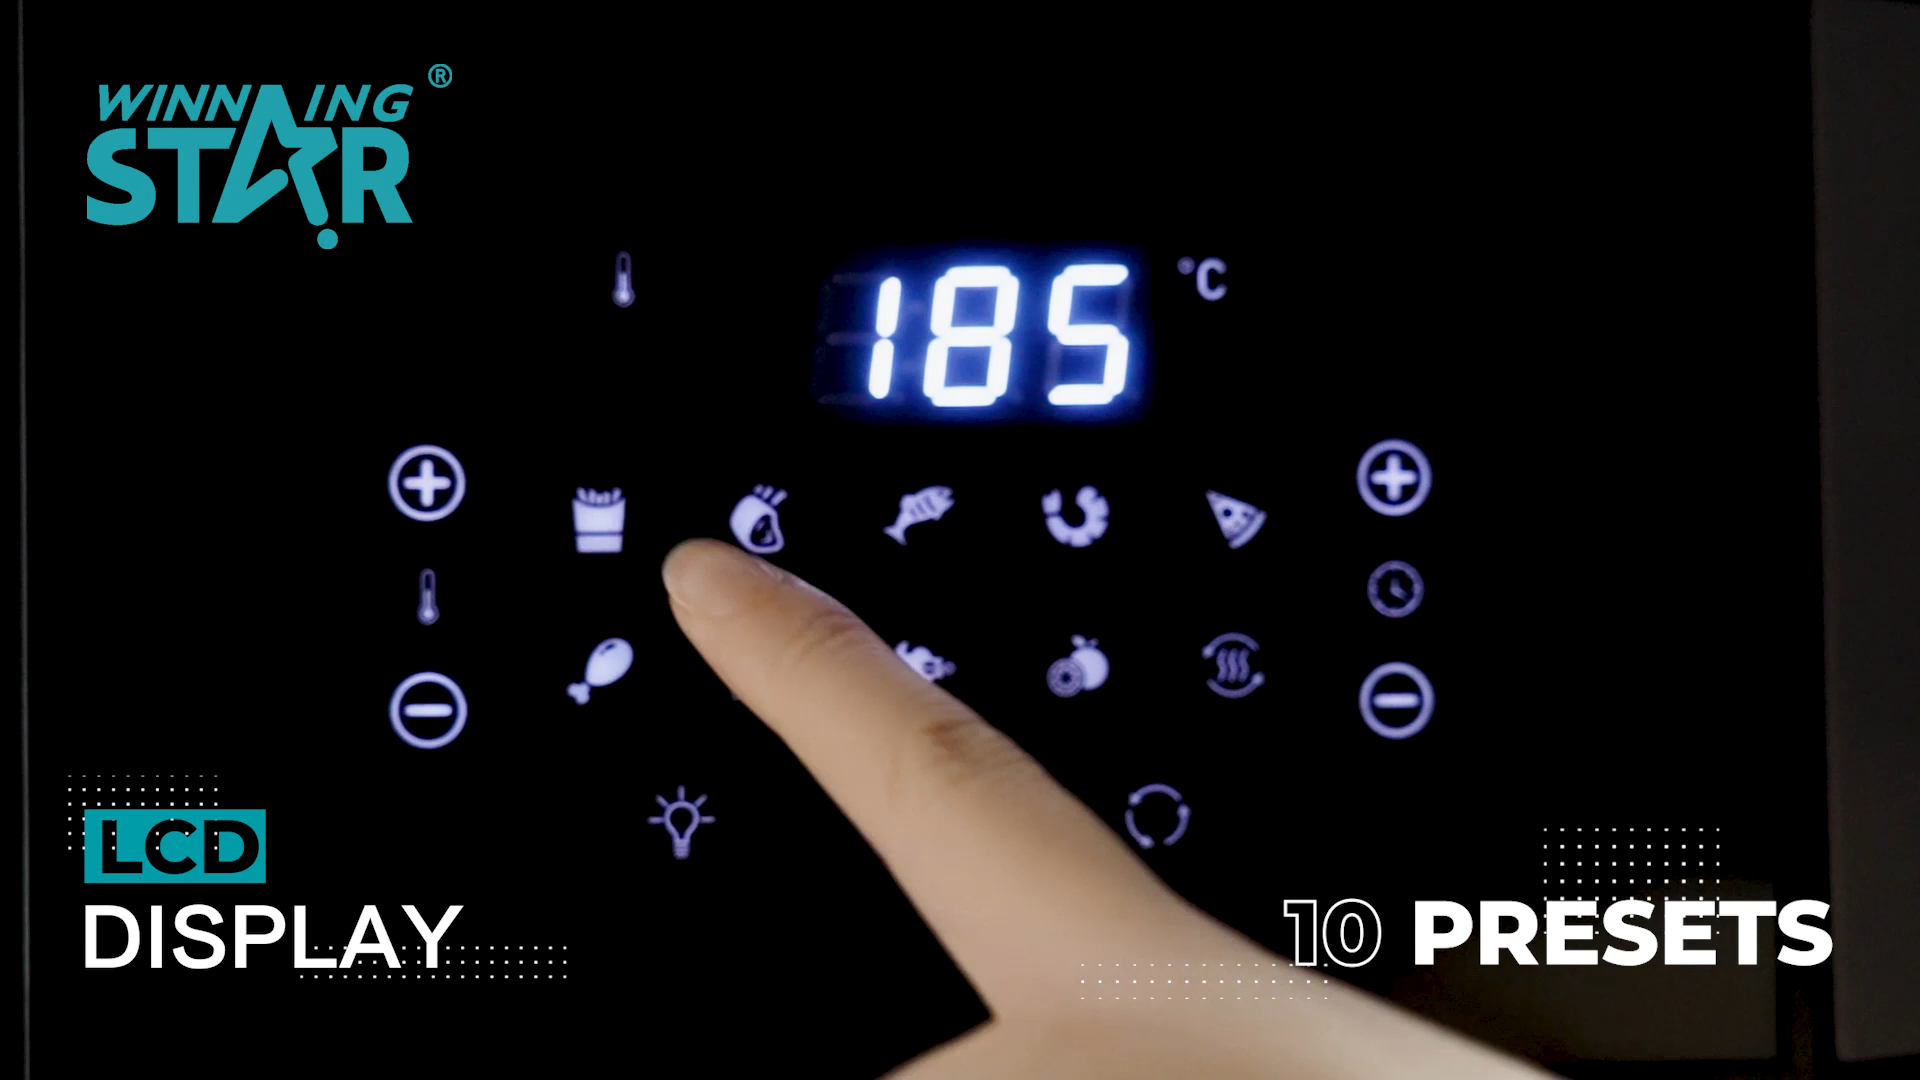 WINNING ®
STAR
185 °C
LCD
DISPLAY
10 PRESETS